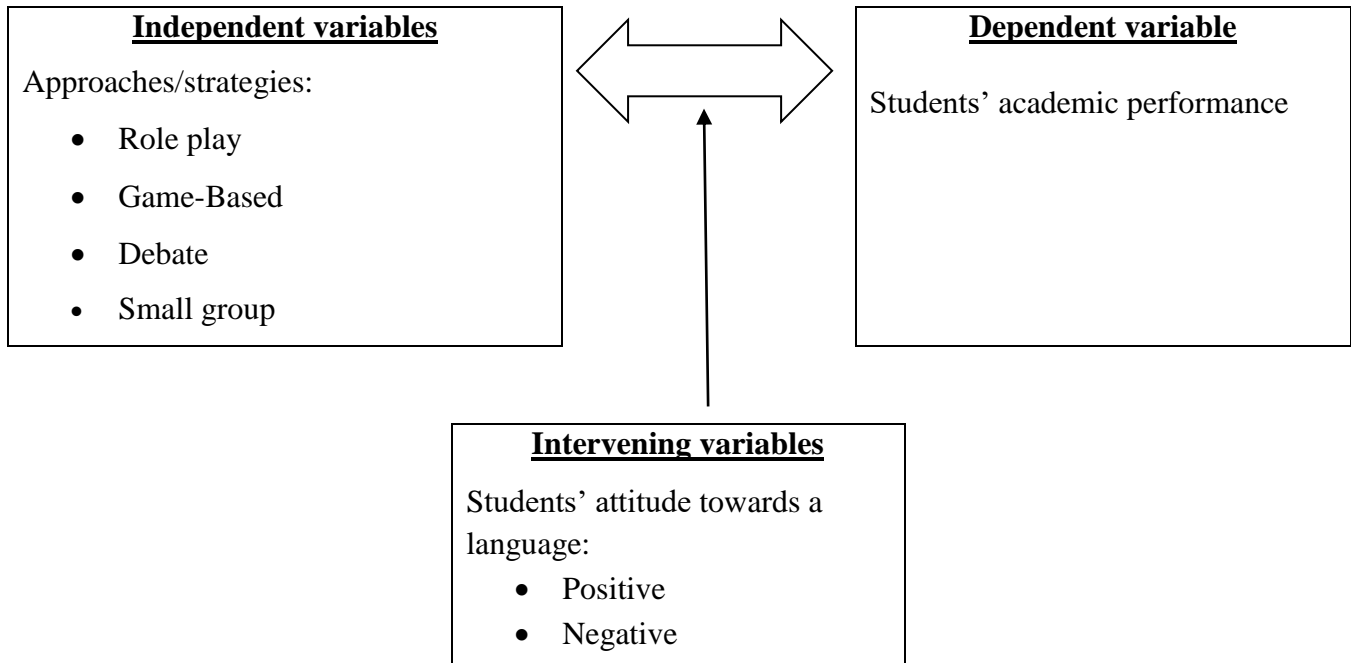 Independent variables
Approaches/strategies:
• Role play
• Game-Based
• Debate
• Small group
Dependent variable
Students’ academic performance
Intervening variables
Students’ attitude towards a
language:
• Positive
• Negative